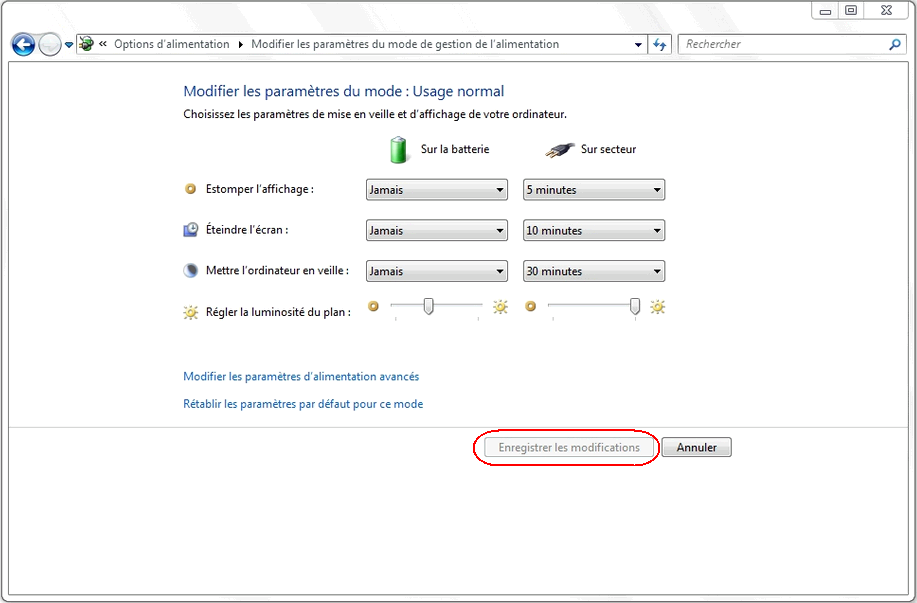 « Options d'alimentation Modifier les paramètres du mode de gestion de l'alimentation Rechercher
Modifier les paramètres du mode : Usage normal
Choisissez les paramètres de mise en veille et d'affichage de votre ordinateur.
Sur la batterie Sur secteur
Estomper l'affichage : Jamais 5 minutes
Éteindre l'écran : Jamais 10 minutes
Mettre l'ordinateur en veille : Jamais 30 minutes
Régler la luminosité du plan :
Modifier les paramètres d'alimentation avancés
Rétablir les paramètres par défaut pour ce mode
Enregistrer les modifications Annuler